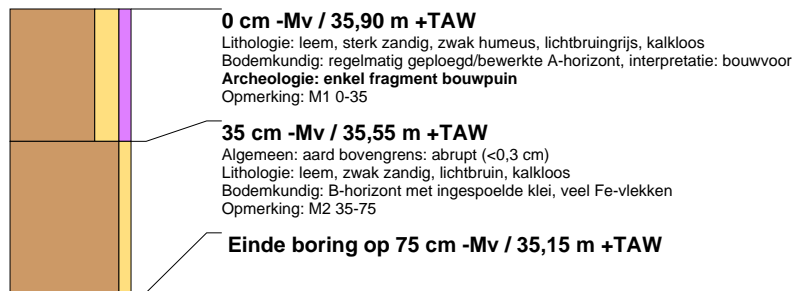 0 cm -Mv / 35,90 m +TAW
Lithologie: leem, sterk zandig, zwak humeus, lichtbruingrijs, kalkloos
Bodemkundig: regelmatig geploegd/bewerkte A-horizont, interpretatie: bouwvoor
Archeologie: enkel fragment bouwpuin
Opmerking: M1 0-35
35 cm -Mv / 35,55 m +TAW
Algemeen: aard bovengrens: abrupt (<0,3 cm)
Lithologie: leem, zwak zandig, lichtbruin, kalkloos
Bodemkundig: B-horizont met ingespoelde klei, veel Fe-vlekken
Opmerking: M2 35-75
Einde boring op 75 cm -Mv / 35,15 m +TAW